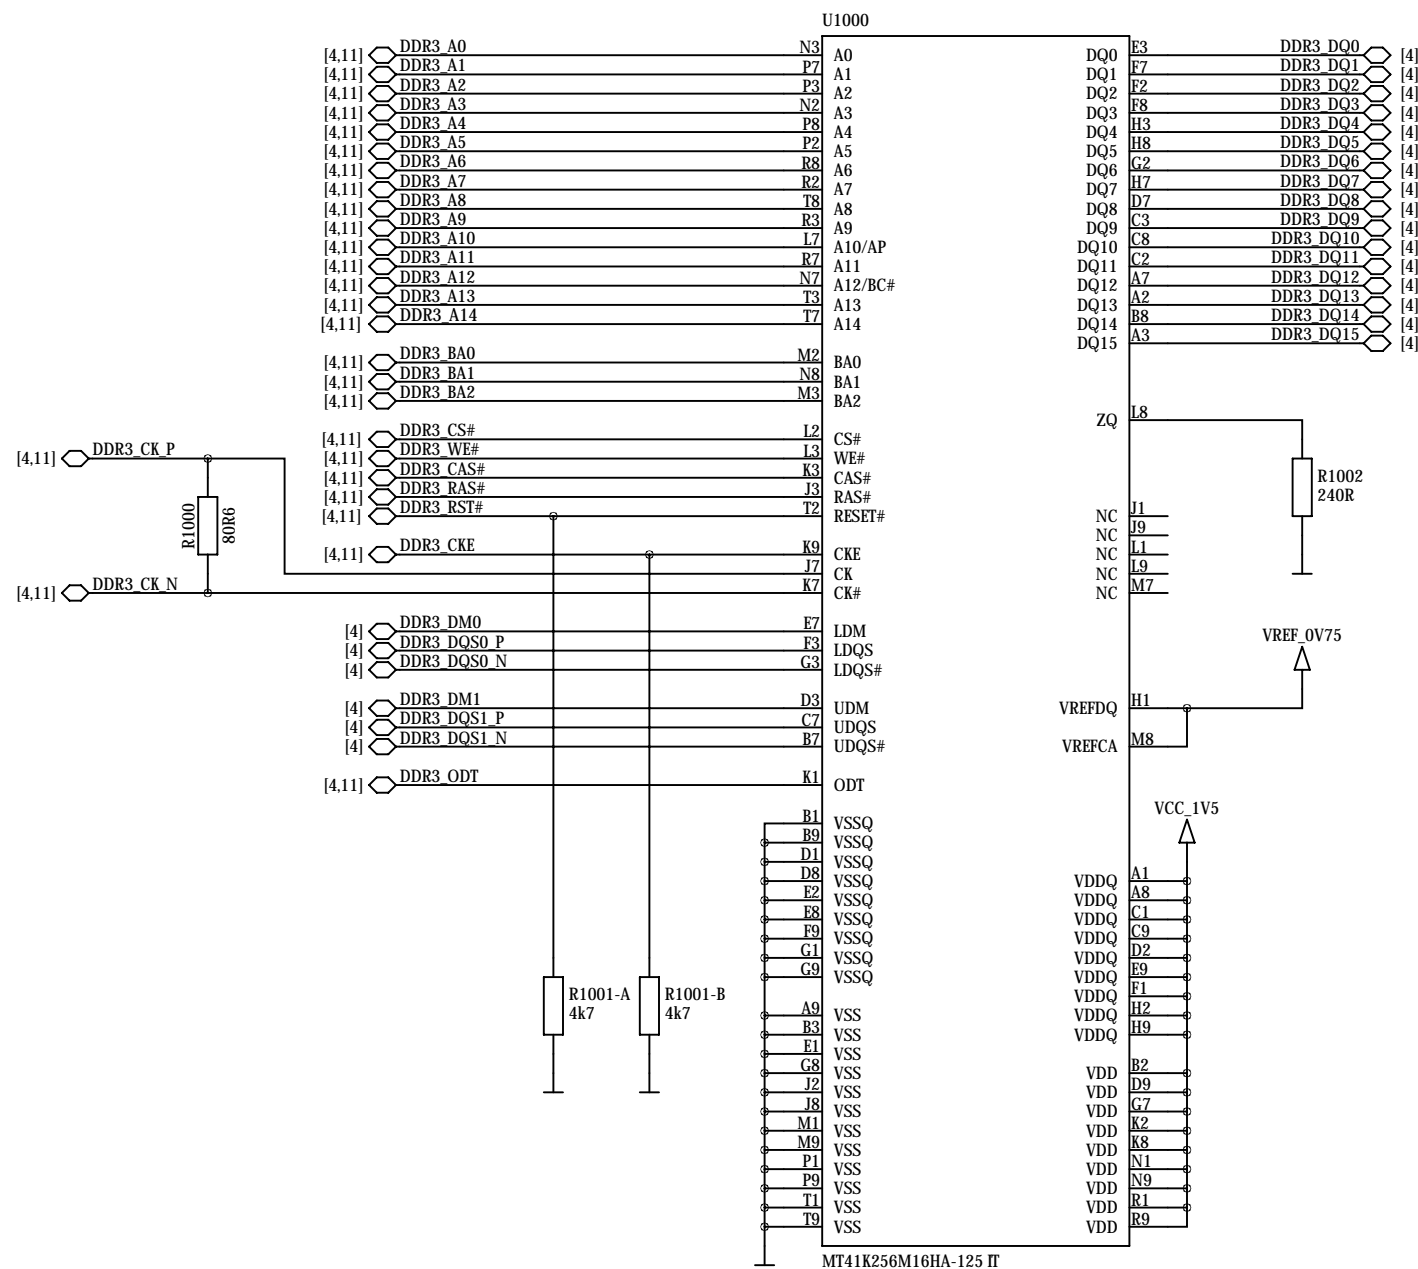 U1000
[4,11] DDR3_A0 N3 A0 DQ0 E3 DDR3_DQ0 [4]
[4,11] DDR3_A1 P7 A1 DQ1 F7 DDR3_DQ1 [4]
[4,11] DDR3_A2 P3 A2 DQ2 F2 DDR3_DQ2 [4]
[4,11] DDR3_A3 N2 A3 DQ3 F8 DDR3_DQ3 [4]
[4,11] DDR3_A4 P8 A4 DQ4 H3 DDR3_DQ4 [4]
[4,11] DDR3_A5 P2 A5 DQ5 H8 DDR3_DQ5 [4]
[4,11] DDR3_A6 R8 A6 DQ6 G2 DDR3_DQ6 [4]
[4,11] DDR3_A7 R2 A7 DQ7 H7 DDR3_DQ7 [4]
[4,11] DDR3_A8 T8 A8 DQ8 D7 DDR3_DQ8 [4]
[4,11] DDR3_A9 R3 A9 DQ9 C3 DDR3_DQ9 [4]
[4,11] DDR3_A10 L7 A10/AP DQ10 C8 DDR3_DQ10 [4]
[4,11] DDR3_A11 R7 A11 DQ11 C2 DDR3_DQ11 [4]
[4,11] DDR3_A12 N7 A12/BC# DQ12 A7 DDR3_DQ12 [4]
[4,11] DDR3_A13 T3 A13 DQ13 A2 DDR3_DQ13 [4]
[4,11] DDR3_A14 T7 A14 DQ14 B8 DDR3_DQ14 [4]
DQ15 A3 DDR3_DQ15 [4]
[4,11] DDR3_BA0 M2 BA0
[4,11] DDR3_BA1 N8 BA1
[4,11] DDR3_BA2 M3 BA2
ZQ L8
[4,11] DDR3_CS# L2 CS#
[4,11] DDR3_CK_P [4,11] DDR3_WE# L3 WE#
[4,11] DDR3_CAS# K3 CAS#
R1002
240R
[4,11] DDR3_RAS# J3 RAS#
[4,11] DDR3_RST# T2 RESET# NC J1
R1000
80R6
NC J9
[4,11] DDR3_CKE K9 CKE NC L1
J7 CK NC L9
[4,11] DDR3_CK_N K7 CK# NC M7
[4] DDR3_DM0 E7 LDM
VREF_0V75
[4] DDR3_DQS0_P F3 LDQS
[4] DDR3_DQS0_N G3 LDQS#
[4] DDR3_DM1 D3 UDM VREFDQ H1
[4] DDR3_DQS1_P C7 UDQS
[4] DDR3_DQS1_N B7 UDQS# VREFCA M8
[4,11] DDR3_ODT K1 ODT
VCC_1V5
B1 VSSQ
B9 VSSQ
D1 VSSQ
D8 VSSQ VDDQ A1
E2 VSSQ VDDQ A8
E8 VSSQ VDDQ C1
F9 VSSQ VDDQ C9
G1 VSSQ VDDQ D2
G9 VSSQ VDDQ E9
R1001-A R1001-B VDDQ F1
4k7 4k7
A9 VSS VDDQ H2
B3 VSS VDDQ H9
E1 VSS
G8 VSS VDD B2
J2 VSS VDD D9
J8 VSS VDD G7
M1 VSS VDD K2
M9 VSS VDD K8
P1 VSS VDD N1
P9 VSS VDD N9
T1 VSS VDD R1
T9 VSS VDD R9
MT41K256M16HA-125 IT